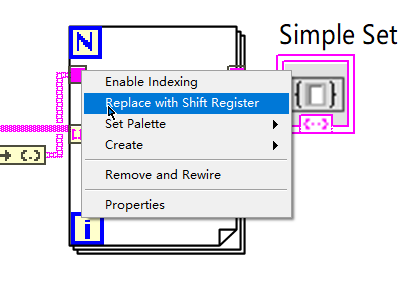 Simple Set
N
Enable Indexing
Replace with Shift Register
Set Palette
Create
Remove and Rewire
Properties
i